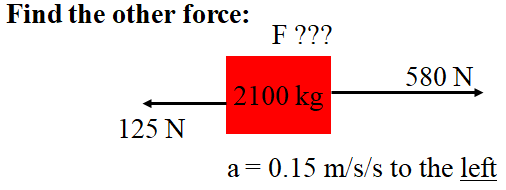 Find the other force:
F ???
580 N
2100 kg
125 N
a = 0.15 m/s/s to the left